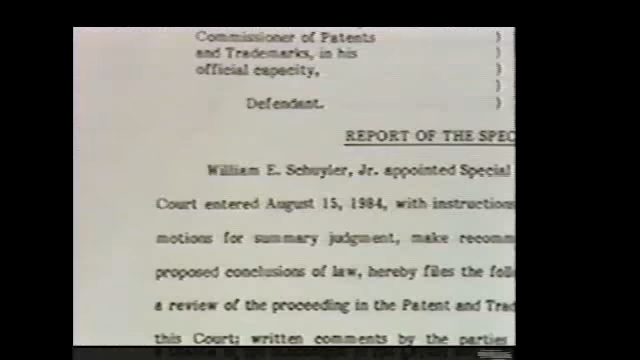 Commissioner of Patents )
and Trademarks, in his )
official capacity, )
)
Defendant. )
REPORT OF THE SPEC
William E. Schuyler, Jr. appointed Special
Court entered August 15, 1984, with instructions
motions for summary judgment, make recomm
proposed conclusions of law, hereby files the foll
a review of the proceeding in the Patent and Trad
this Court; written comments by the parties